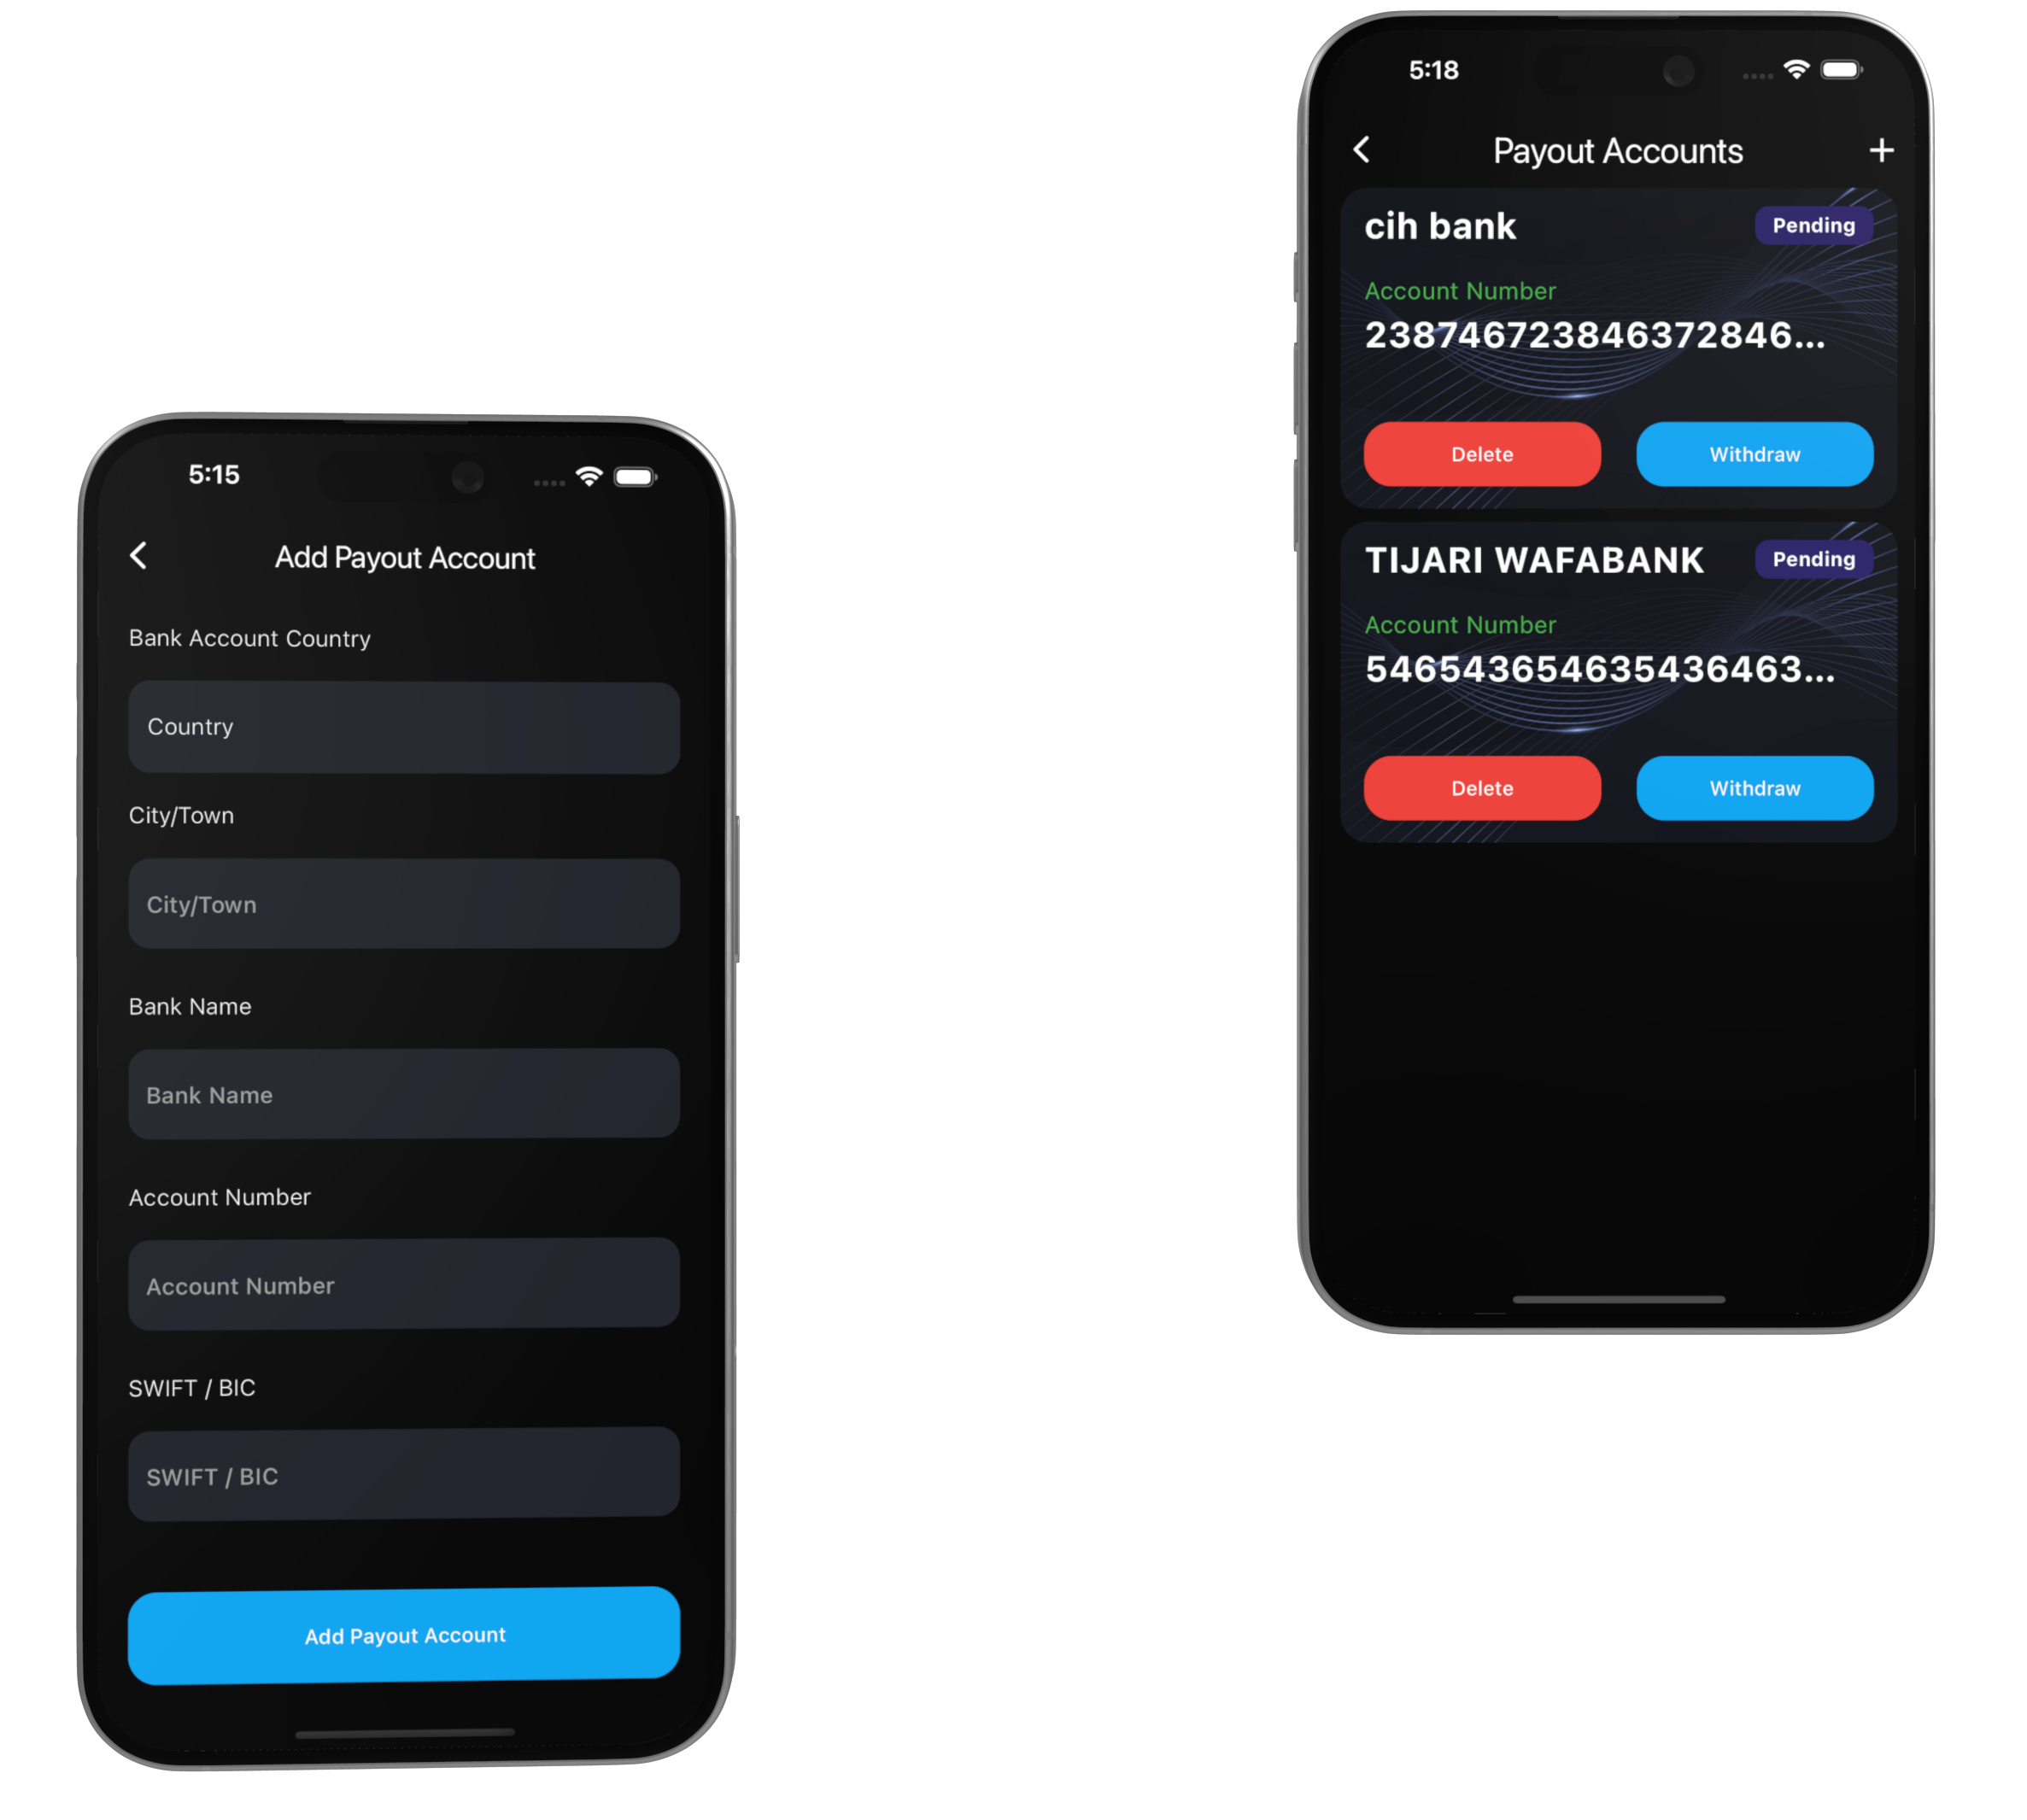 5:15
Add Payout Account
Bank Account Country
Country
City/Town
City/Town
Bank Name
Bank Name
Account Number
Account Number
SWIFT / BIC
SWIFT / BIC
Add Payout Account
5:18
Payout Accounts
cih bank
Pending
Account Number
238746723846372846...
Delete
Withdraw
TIJARI WAFABANK
Pending
Account Number
546543654635436463...
Delete
Withdraw